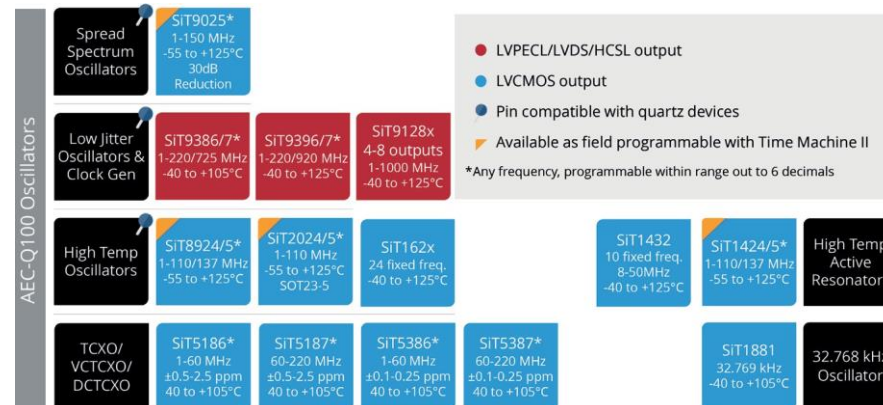 AEC-Q100 Oscillators
Spread
Spectrum
Oscillators
SiT9025*
1-150 MHz
-55 to +125°C
30dB
Reduction
LVPECL/LVDS/HCSL output
LVCMOS output
Pin compatible with quartz devices
Available as field programmable with Time Machine II
*Any frequency, programmable within range out to 6 decimals
Low Jitter
Oscillators &
Clock Gen
SiT9386/7*
1-220/725 MHz
-40 to +105°C
SiT9396/7*
1-220/920 MHz
-40 to +125°C
SiT9128x
4-8 outputs
1-1000 MHz
-40 to +125°C
High Temp
Oscillators
SiT8924/5*
1-110/137 MHz
-55 to +125°C
SiT2024/5*
1-110 MHz
-55 to +125°C
SOT23-5
SiT162x
24 fixed freq.
-40 to +125°C
SiT1432
10 fixed freq.
8-50MHz
-40 to +125°C
SiT1424/5*
1-110/137 MHz
-55 to +125°C
High Temp
Active
Resonator
TCXO/
VCTCXO/
DCTCXO
SiT5186*
1-60 MHz
±0.5-2.5 ppm
40 to +105°C
SiT5187*
60-220 MHz
±0.5-2.5 ppm
40 to +105°C
SiT5386*
1-60 MHz
±0.1-0.25 ppm
40 to +105°C
SiT5387*
60-220 MHz
±0.1-0.25 ppm
40 to +105°C
SiT1881
32.769 kHz
-40 to +105°C
32.768 kHz
Oscillator